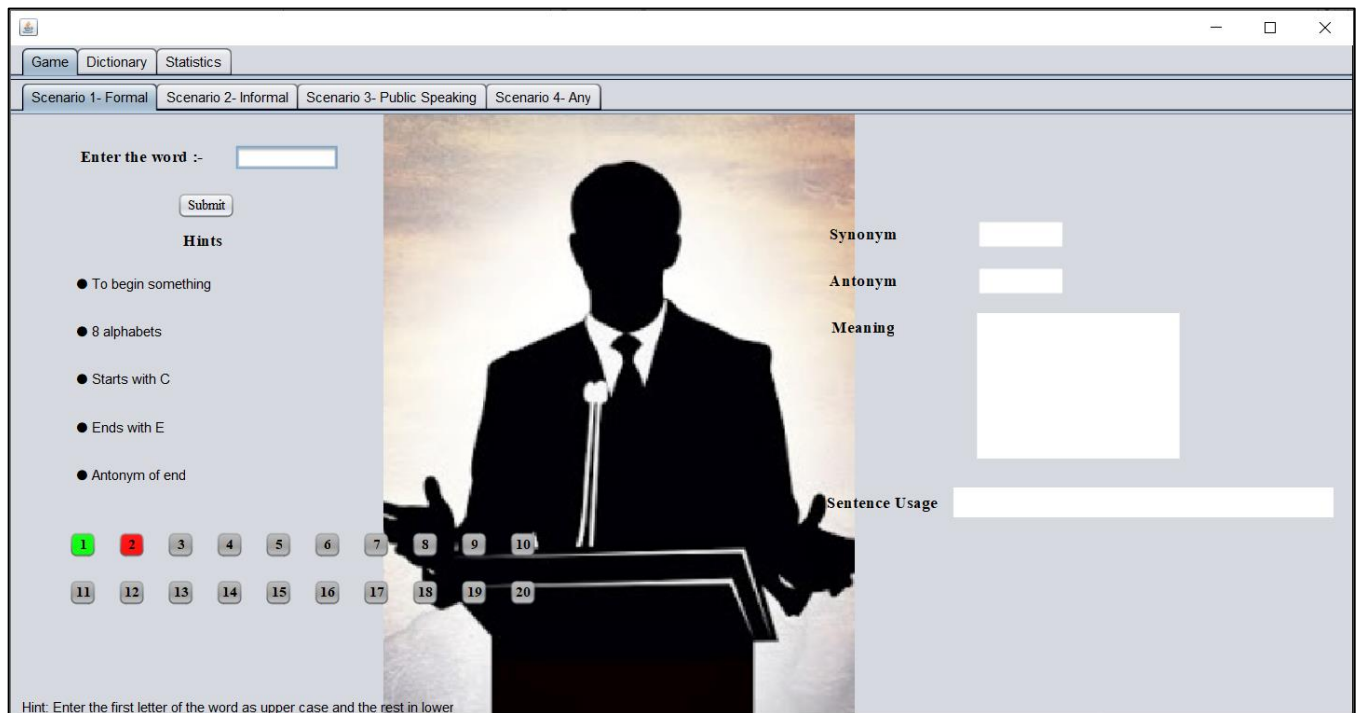 Game Dictionary Statistics
Scenario 1- Formal Scenario 2- Informal Scenario 3- Public Speaking Scenario 4- Any
Enter the word :-
Submit
Hints
● To begin something
● 8 alphabets
● Starts with C
● Ends with E
● Antonym of end
1 2 3 4 5 6 7 8 9 10
11 12 13 14 15 16 17 18 19 20
Hint: Enter the first letter of the word as upper case and the rest in lower
Synonym
Antonym
Meaning
Sentence Usage